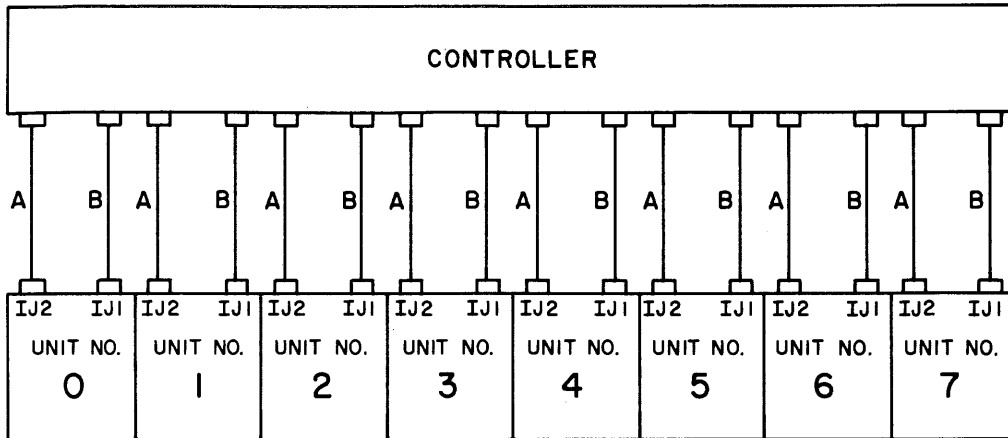 CONTROLLER
A B A B A B A B A B A B A B A B
IJ2 IJ1 IJ2 IJ1 IJ2 IJ1 IJ2 IJ1 IJ2 IJ1 IJ2 IJ1 IJ2 IJ1 IJ2 IJ1
UNIT NO. UNIT NO. UNIT NO. UNIT NO. UNIT NO. UNIT NO. UNIT NO. UNIT NO.
0 1 2 3 4 5 6 7